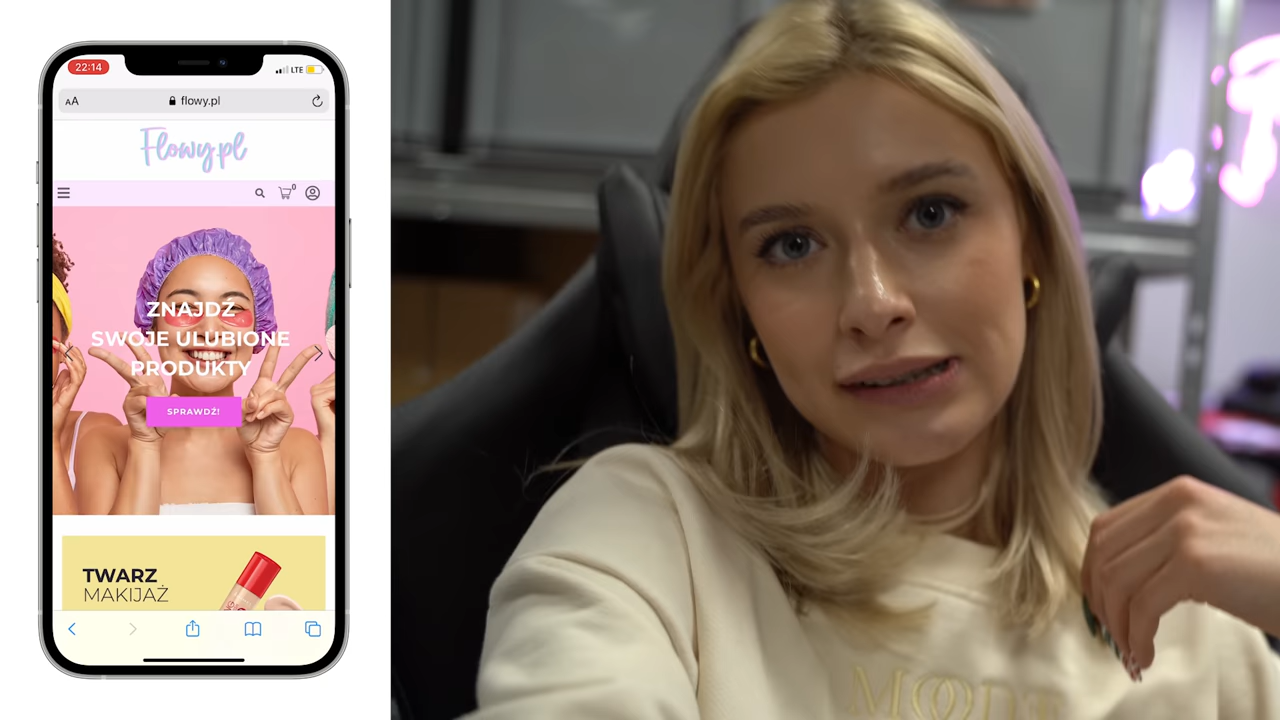 22:14
LTE
AA
flowy.pl
Flowy.pl
0
ZNAJDŹ
SWOJE ULUBIONE
PRODUKTY
SPRAWDŹ!
TWARZ
MAKIJAŻ